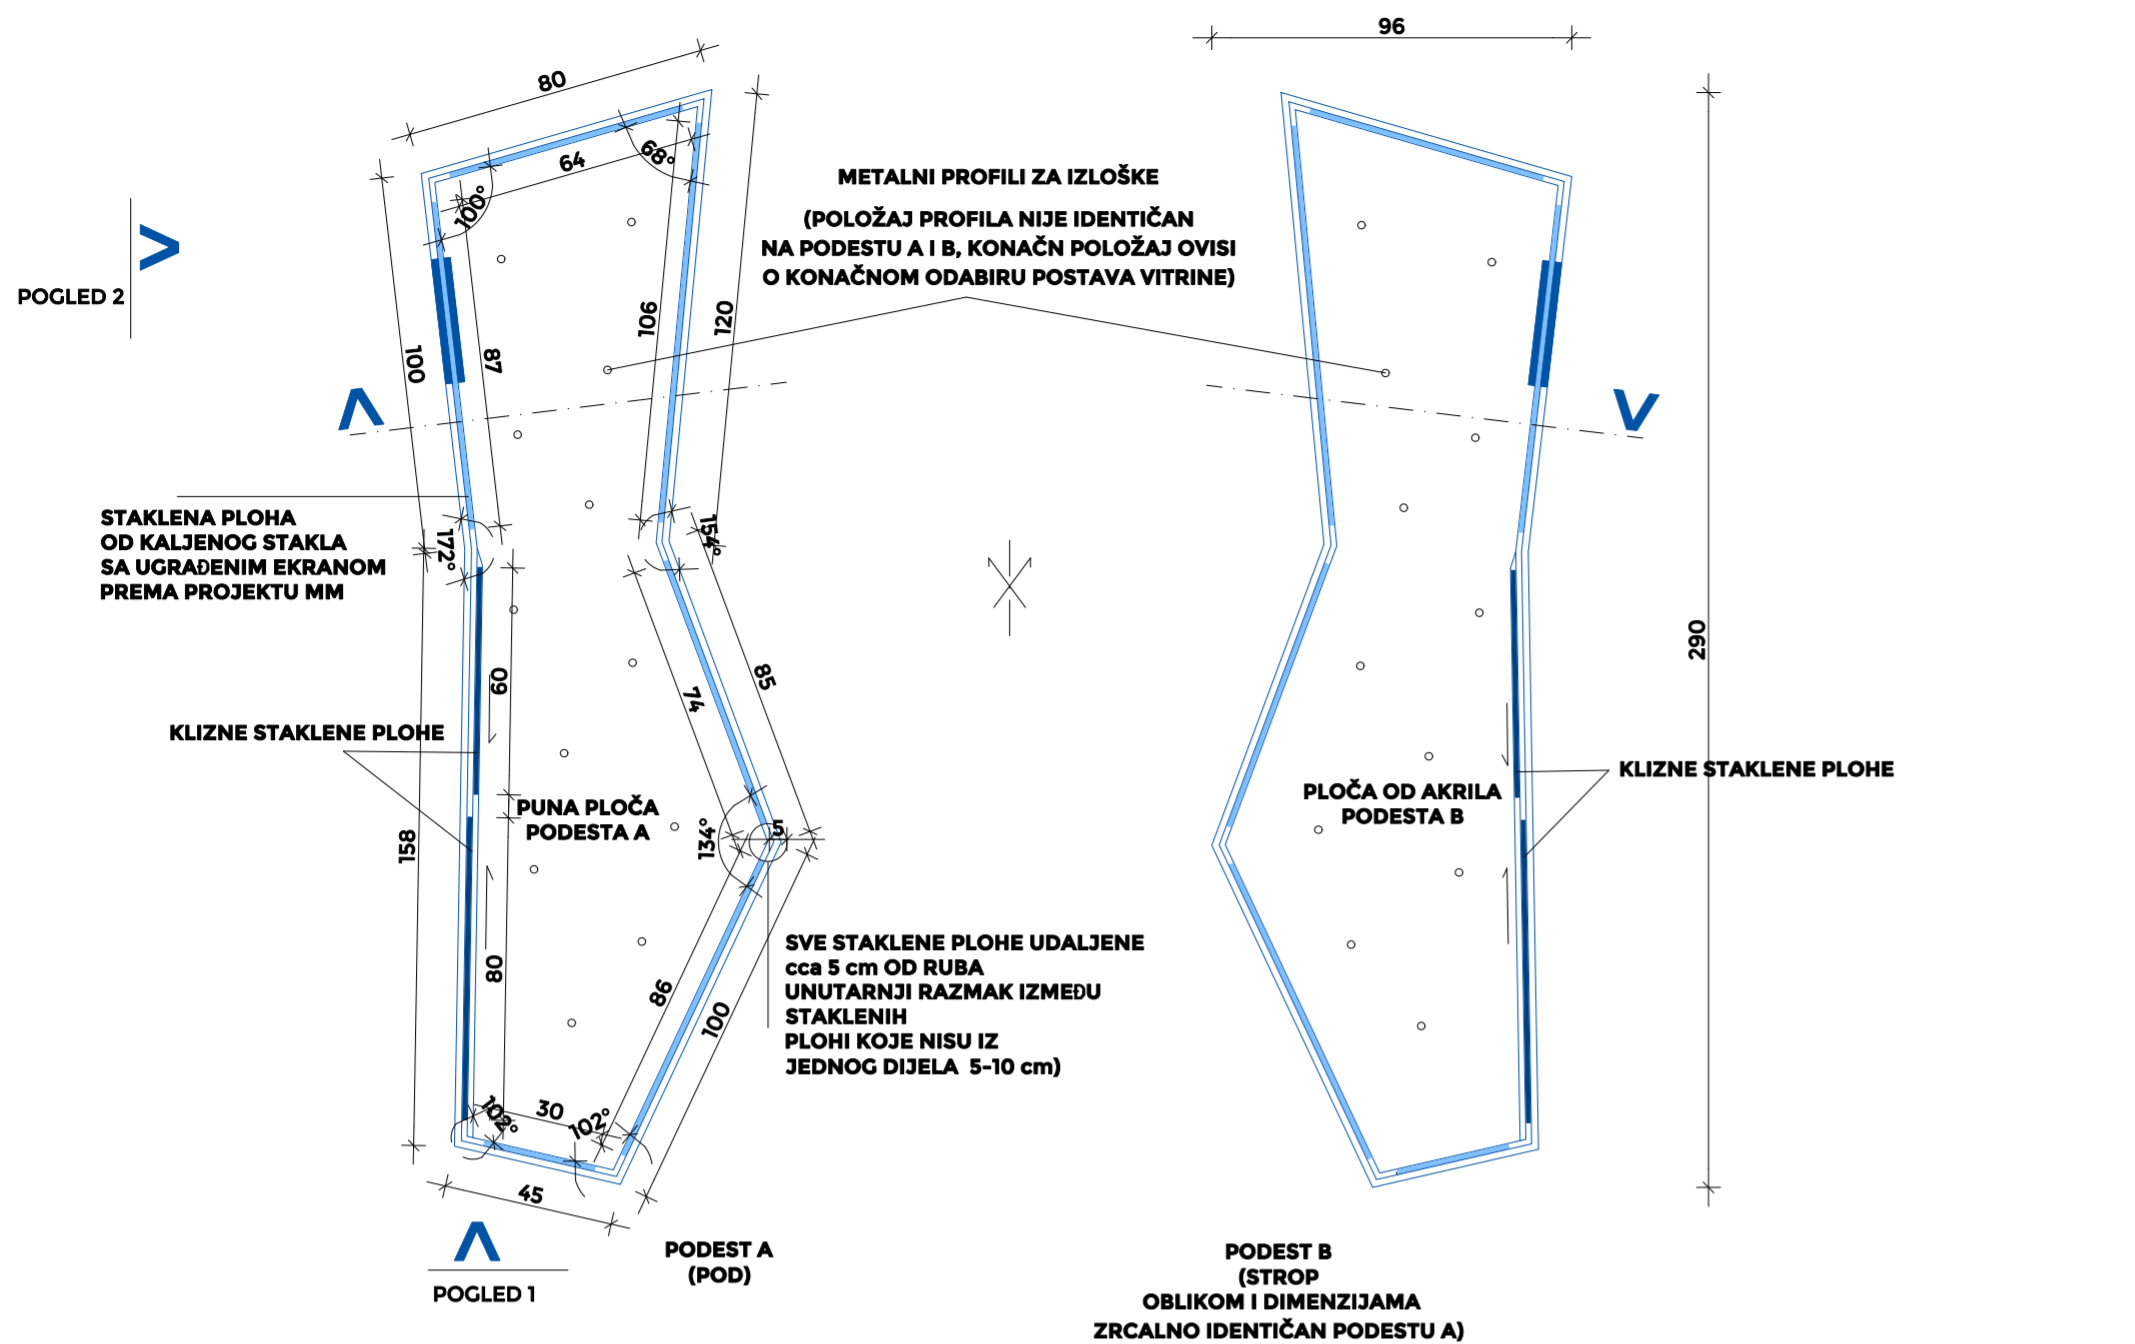 96
80
64
68°
100°
METALNI PROFILI ZA IZLOŠKE
(POLOŽAJ PROFILA NIJE IDENTIČAN
NA PODESTU A I B, KONAČN POLOŽAJ OVISI
O KONAČNOM ODABIRU POSTAVA VITRINE)
>
POGLED 2
106
120
100
87
>
>
STAKLENA PLOHA
OD KALJENOG STAKLA
SA UGRAĐENIM EKRANOM
PREMA PROJEKTU MM
172°
154°
290
60
74
85
KLIZNE STAKLENE PLOHE
KLIZNE STAKLENE PLOHE
PUNA PLOČA
PODESTA A
PLOČA OD AKRILA
PODESTA B
158
134°
5
80
86
100
SVE STAKLENE PLOHE UDALJENE
cca 5 cm OD RUBA
UNUTARNJI RAZMAK IZMEĐU
STAKLENIH
PLOHI KOJE NISU IZ
JEDNOG DIJELA  5-10 cm)
102°
30
102°
45
>
POGLED 1
PODEST A
(POD)
PODEST B
(STROP
OBLIKOM I DIMENZIJAMA
ZRCALNO IDENTIČAN PODESTU A)